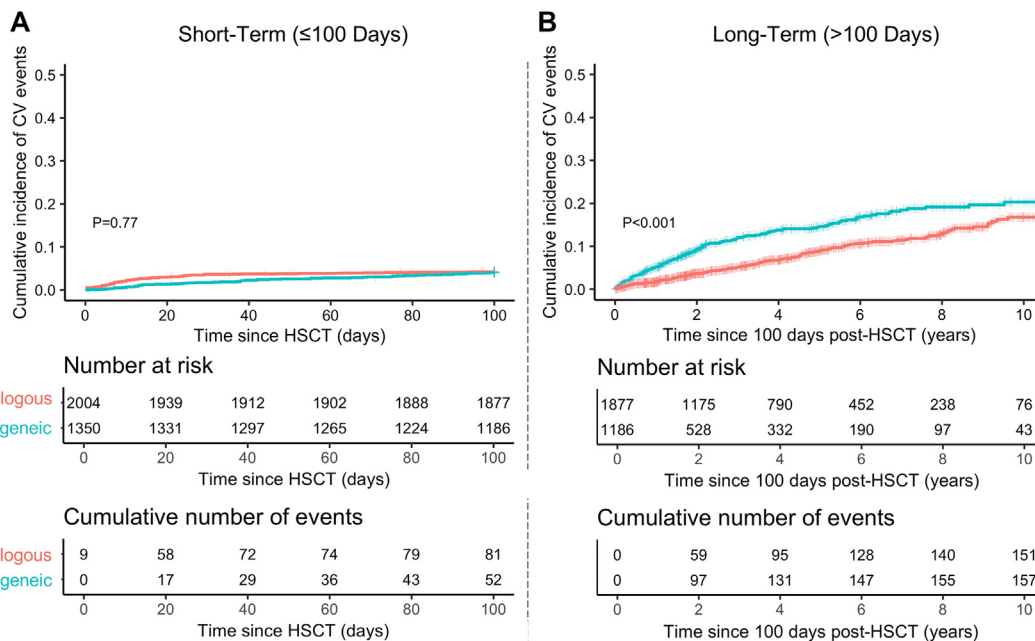 A
Short-Term (≤100 Days)
Cumulative incidence of CV events
0.5
0.4
0.3
0.2
0.1
0.0
P=0.77
0 20 40 60 80 100
Time since HSCT (days)
Number at risk
logous 2004 1939 1912 1902 1888 1877
geneic 1350 1331 1297 1265 1224 1186
0 20 40 60 80 100
Time since HSCT (days)
Cumulative number of events
logous 9 58 72 74 79 81
geneic 0 17 29 36 43 52
0 20 40 60 80 100
Time since HSCT (days)
B
Long-Term (>100 Days)
Cumulative incidence of CV events
0.5
0.4
0.3
0.2
0.1
0.0
P<0.001
0 2 4 6 8 10
Time since 100 days post-HSCT (years)
Number at risk
1877 1175 790 452 238 76
1186 528 332 190 97 43
0 2 4 6 8 10
Time since 100 days post-HSCT (years)
Cumulative number of events
0 59 95 128 140 151
0 97 131 147 155 157
0 2 4 6 8 10
Time since 100 days post-HSCT (years)